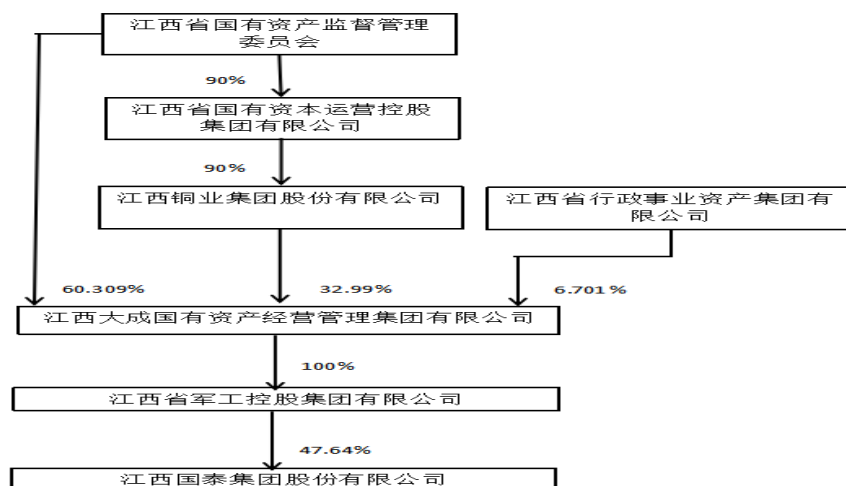 江西省国有资产监督管理
委员会
90%
江西省国有资本运营控股
集团有限公司
90%
江西铜业集团股份有限公司
江西省行政事业资产集团有
限公司
60.309%
32.99%
6.701%
江西大成国有资产经营管理集团有限公司
100%
江西省军工控股集团有限公司
47.64%
江西国泰集团股份有限公司